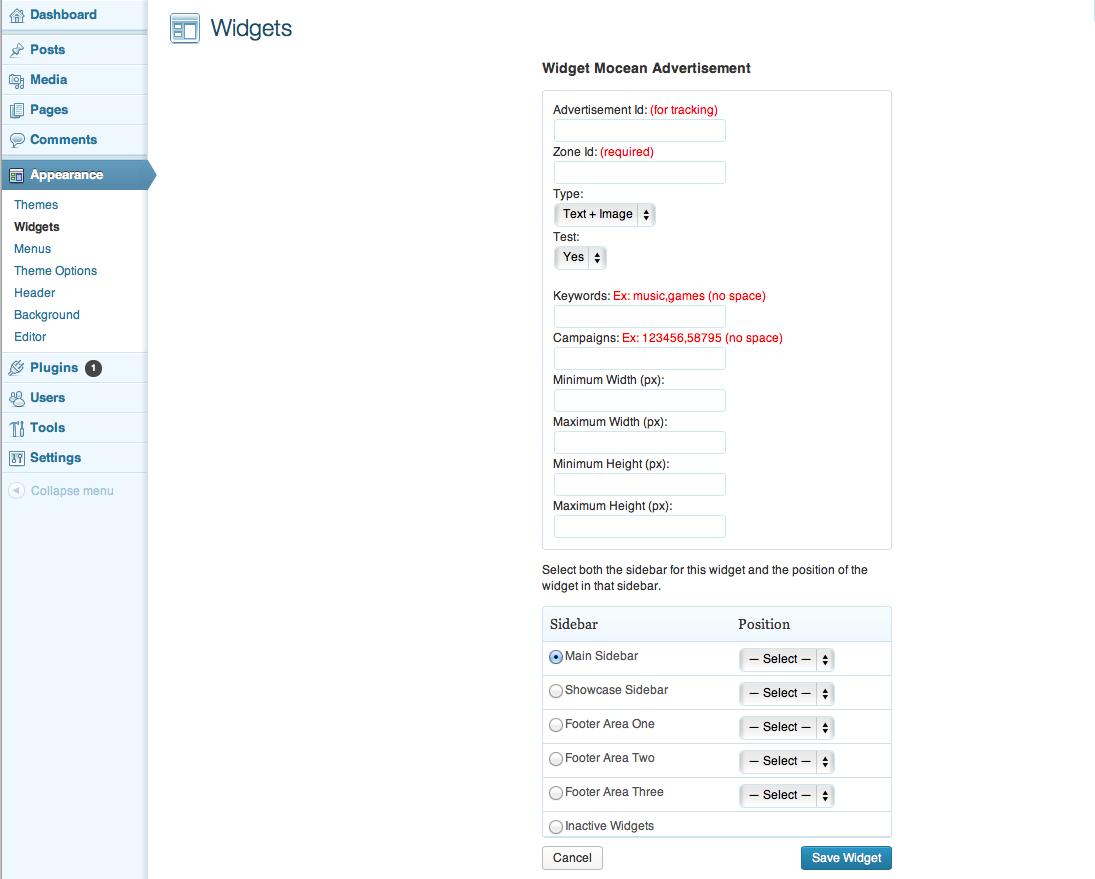 Dashboard
Posts
Media
Pages
Comments
Appearance
Themes
Widgets
Menus
Theme Options
Header
Background
Editor
Plugins 1
Users
Tools
Settings
Collapse menu
Widgets
Widget Mocean Advertisement
Advertisement Id: (for tracking)
Zone Id: (required)
Type:
Text + Image
Test:
Yes
Keywords: Ex: music,games (no space)
Campaigns: Ex: 123456,58795 (no space)
Minimum Width (px):
Maximum Width (px):
Minimum Height (px):
Maximum Height (px):
Select both the sidebar for this widget and the position of the
widget in that sidebar.
Sidebar Position
Main Sidebar — Select —
Showcase Sidebar — Select —
Footer Area One — Select —
Footer Area Two — Select —
Footer Area Three — Select —
Inactive Widgets
Cancel Save Widget